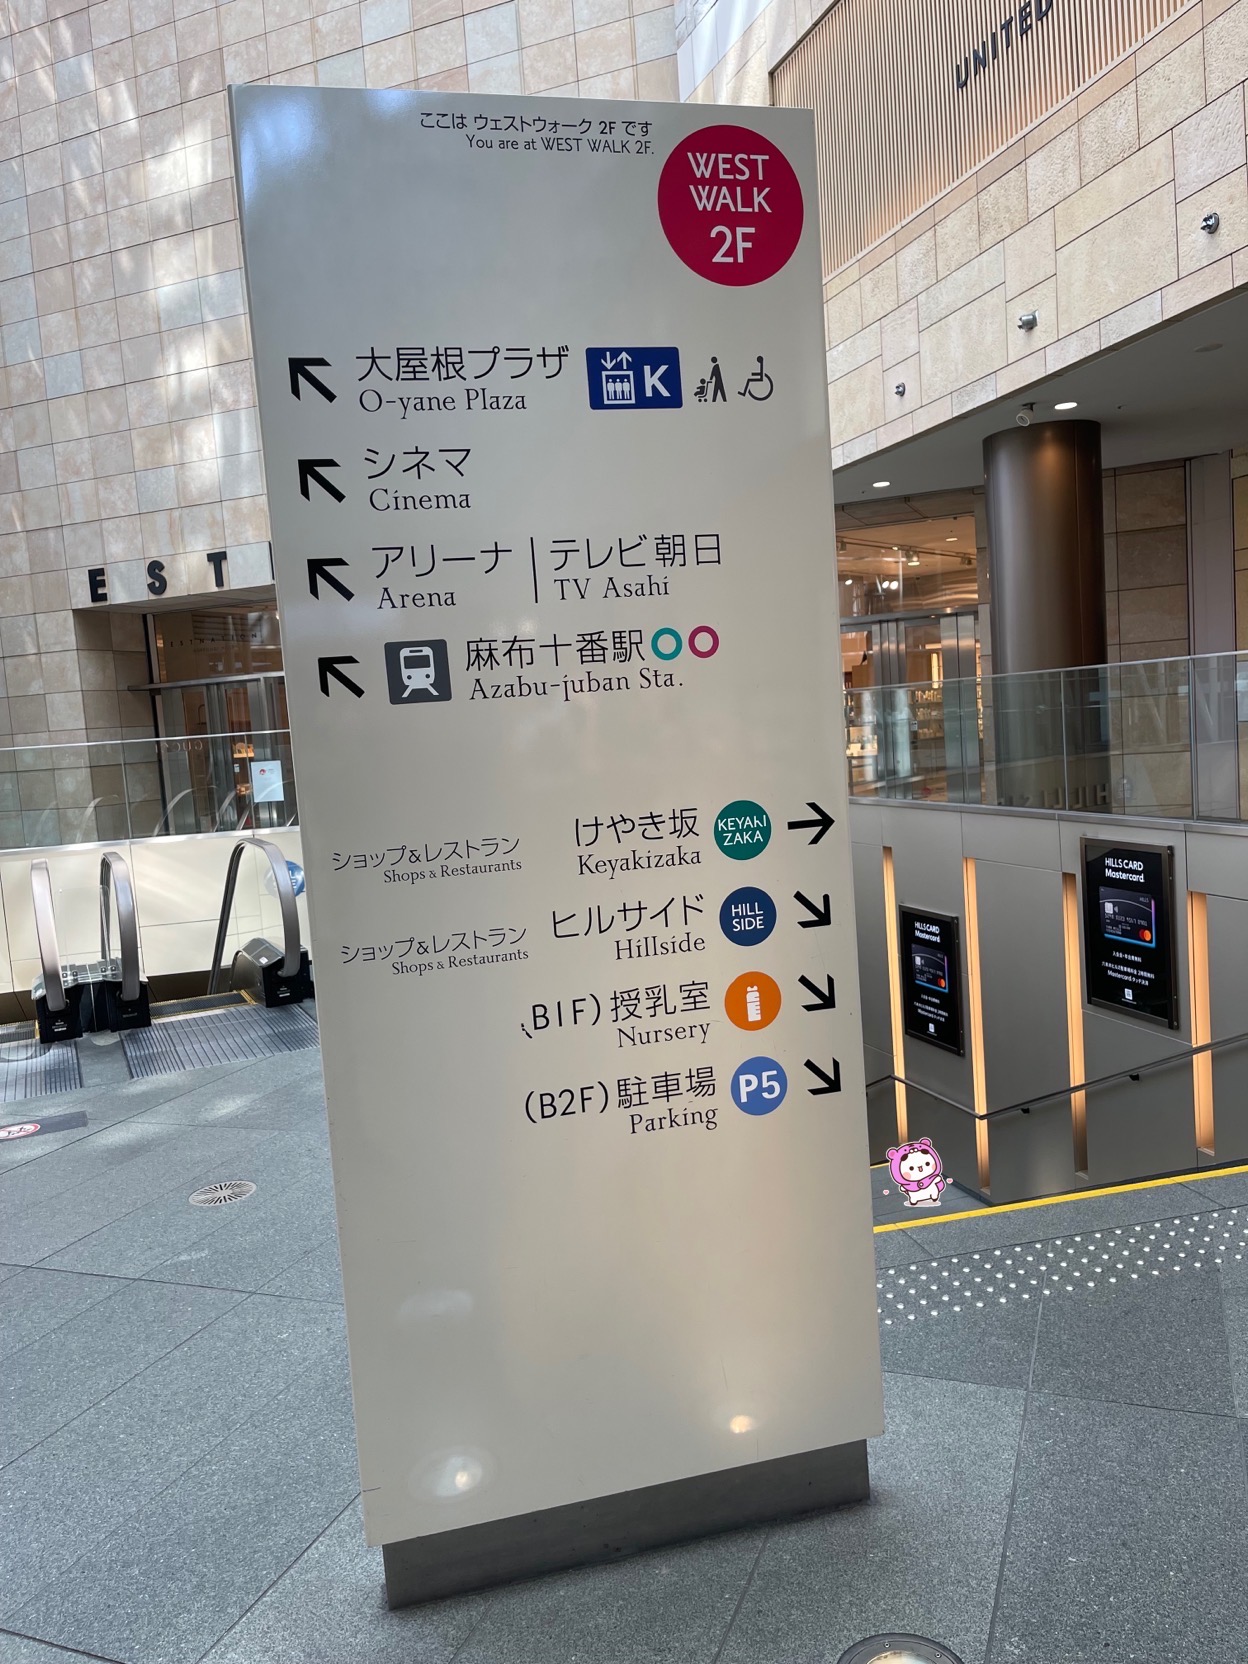 UNITED
ここは ウェストウォーク 2F です
You are at WEST WALK 2F.
WEST
WALK
2F
大屋根プラザ
O-yane Plaza
K
シネマ
Cinema
アリーナ
Arena
テレビ朝日
TV Asahi
麻布十番駅
Azabu-juban Sta.
EST
ショップ&レストラン
Shops & Restaurants
けやき坂
Keyakizaka
KEYAKI
ZAKA
ショップ&レストラン
Shops & Restaurants
ヒルサイド
Hillside
HILL
SIDE
(B1F) 授乳室
Nursery
(B2F) 駐車場
Parking
P5
HILLS CARD
Mastercard
HILLS CARD
Mastercard